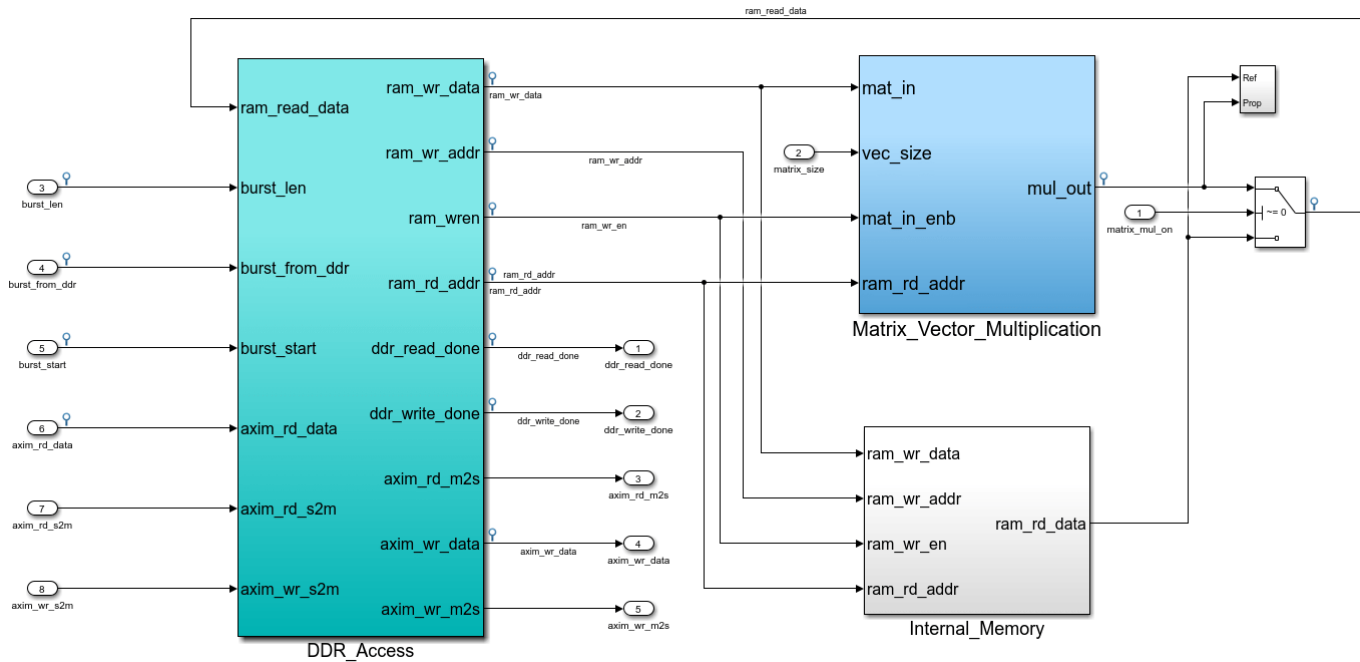 ram_read_data
ram_read_data
burst_len
burst_from_ddr
burst_start
axim_rd_data
axim_rd_s2m
axim_wr_s2m
ram_wr_data
ram_wr_addr
ram_wren
ram_rd_addr
ddr_read_done
ddr_write_done
axim_rd_m2s
axim_wr_data
axim_wr_m2s
DDR_Access
3
burst_len
4
burst_from_ddr
5
burst_start
6
axim_rd_data
7
axim_rd_s2m
8
axim_wr_s2m
ram_wr_data
ram_wr_addr
ram_wr_en
ram_rd_addr
ram_rd_addr
ddr_read_done
1
ddr_read_done
ddr_write_done
2
ddr_write_done
3
axim_rd_m2s
axim_wr_data
4
axim_wr_data
5
axim_wr_m2s
2
matrix_size
mat_in
vec_size
mat_in_enb
ram_rd_addr
mul_out
Matrix_Vector_Multiplication
Ref
Prop
1
matrix_mul_on
~= 0
ram_wr_data
ram_wr_addr
ram_wr_en
ram_rd_addr
ram_rd_data
Internal_Memory